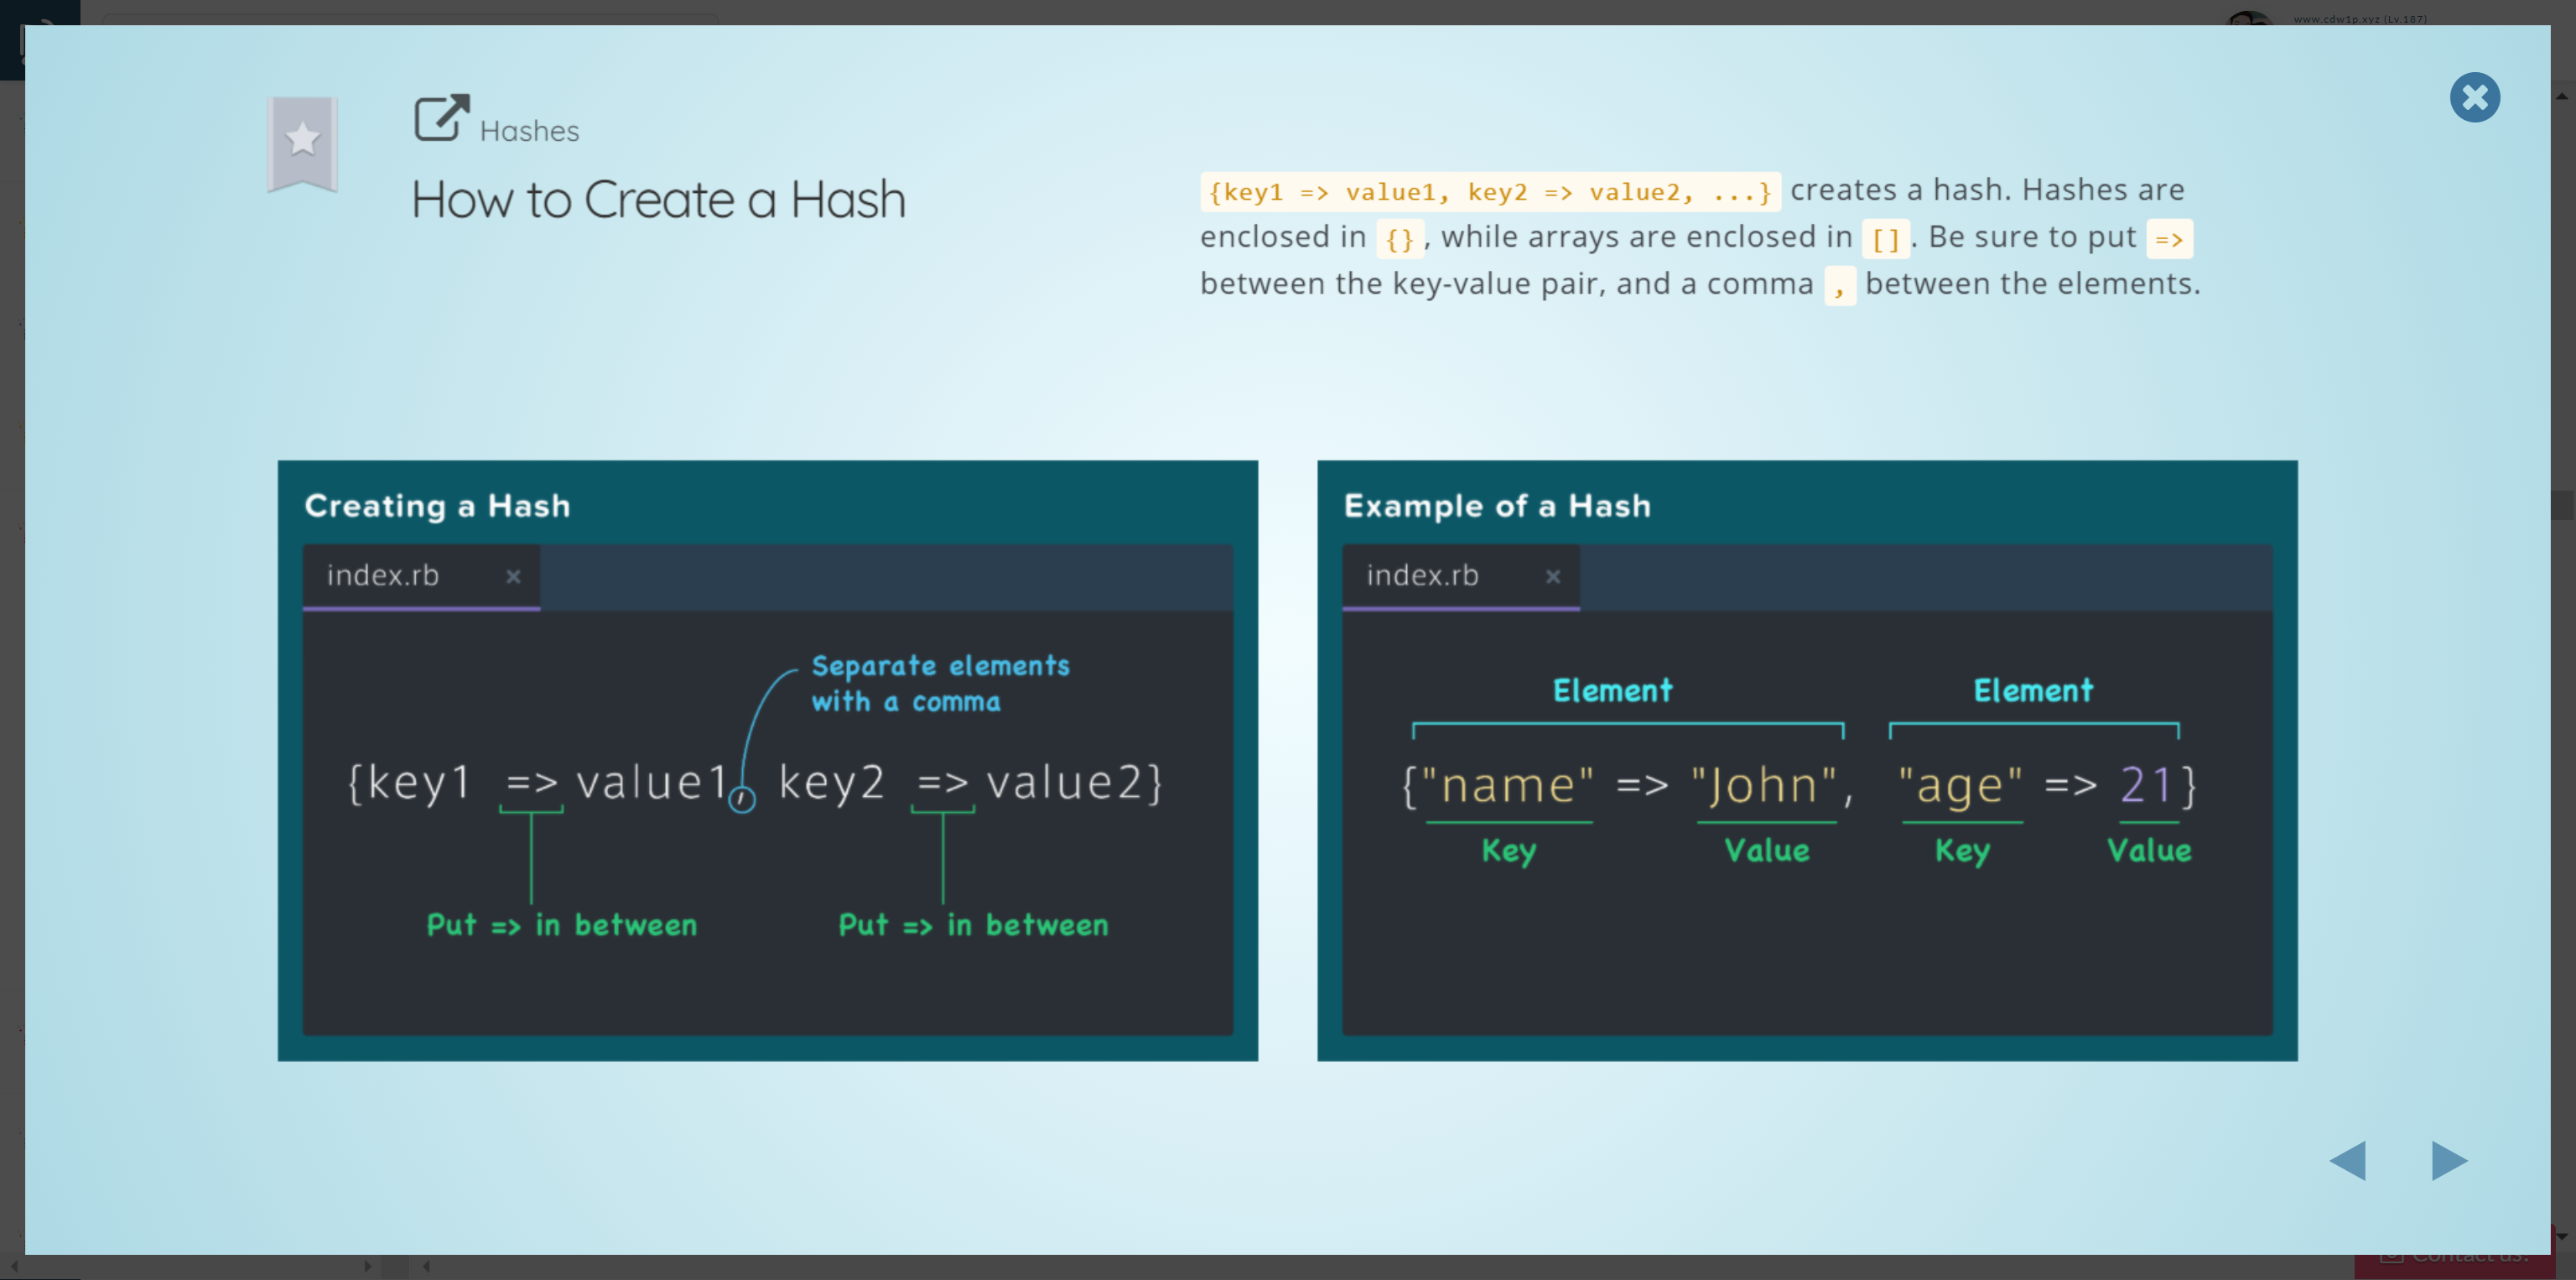 www.cdw1p.xyz (Lv.187)
Hashes
How to Create a Hash
{key1 => value1, key2 => value2, ...} creates a hash. Hashes are
enclosed in {} , while arrays are enclosed in [] . Be sure to put =>
between the key-value pair, and a comma , between the elements.
Creating a Hash
index.rb ×
Separate elements
with a comma
{key1 => value1, key2 => value2}
Put => in between Put => in between
Example of a Hash
index.rb ×
Element Element
{"name" => "John", "age" => 21}
Key Value Key Value
Contact us!